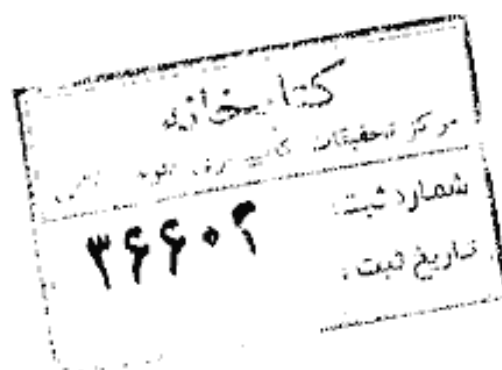 کتابخانه
مرکز تحقیقات
شماره ثبت:
۳۶۶۰۲
تاریخ ثبت: